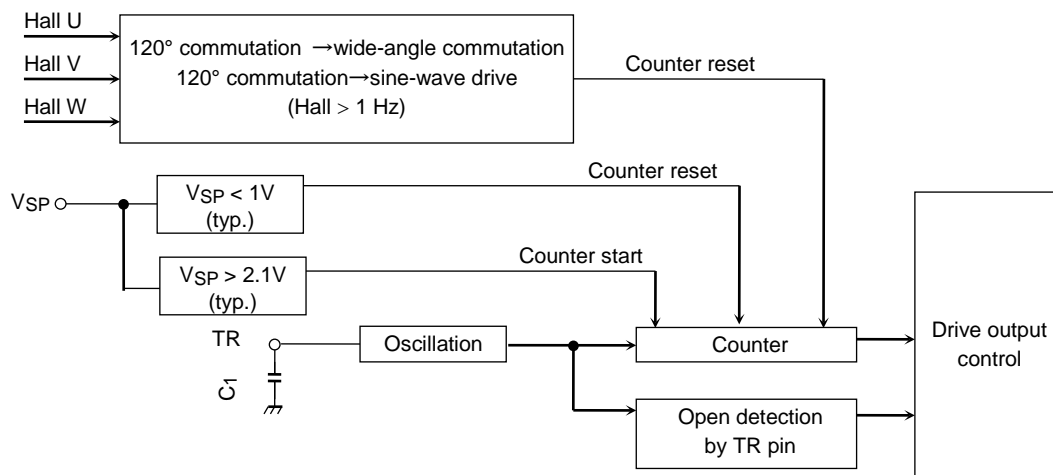 Hall U
Hall V
Hall W
120° commutation →wide-angle commutation
120° commutation→sine-wave drive
(Hall > 1 Hz)
Counter reset
Counter reset
VSP
VSP < 1V
(typ.)
Counter start
VSP > 2.1V
(typ.)
TR
C1
Oscillation
Counter
Open detection
by TR pin
Drive output
control